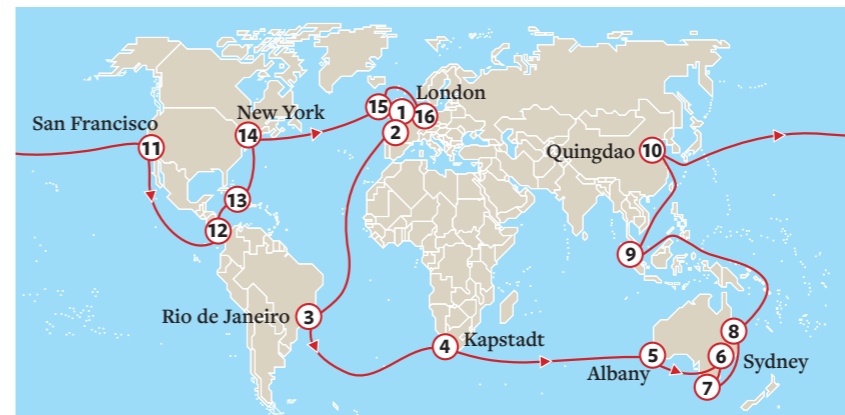 London
New York
15
1
16
San Francisco
14
2
11
Quingdao
10
13
12
9
Rio de Janeiro
3
8
4
Kapstadt
5
6
Sydney
Albany
7